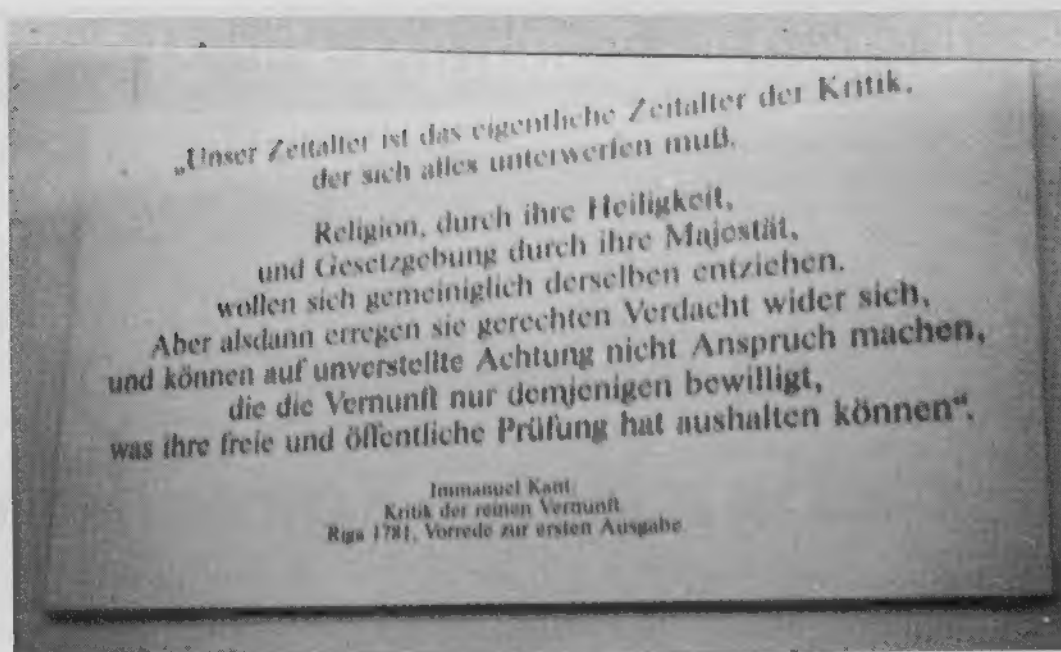 „Unser Zeitalter ist das eigentliche Zeitalter der Kritik,
der sich alles unterwerfen muß.
Religion, durch ihre Heiligkeit,
und Gesetzgebung durch ihre Majestät,
wollen sich gemeiniglich derselben entziehen.
Aber alsdann erregen sie gerechten Verdacht wider sich,
und können auf unverstellte Achtung nicht Anspruch machen,
die die Vernunft nur demjenigen bewilligt,
was ihre freie und öffentliche Prüfung hat aushalten können“.
Immanuel Kant
Kritik der reinen Vernunft
Riga 1781, Vorrede zur ersten Ausgabe